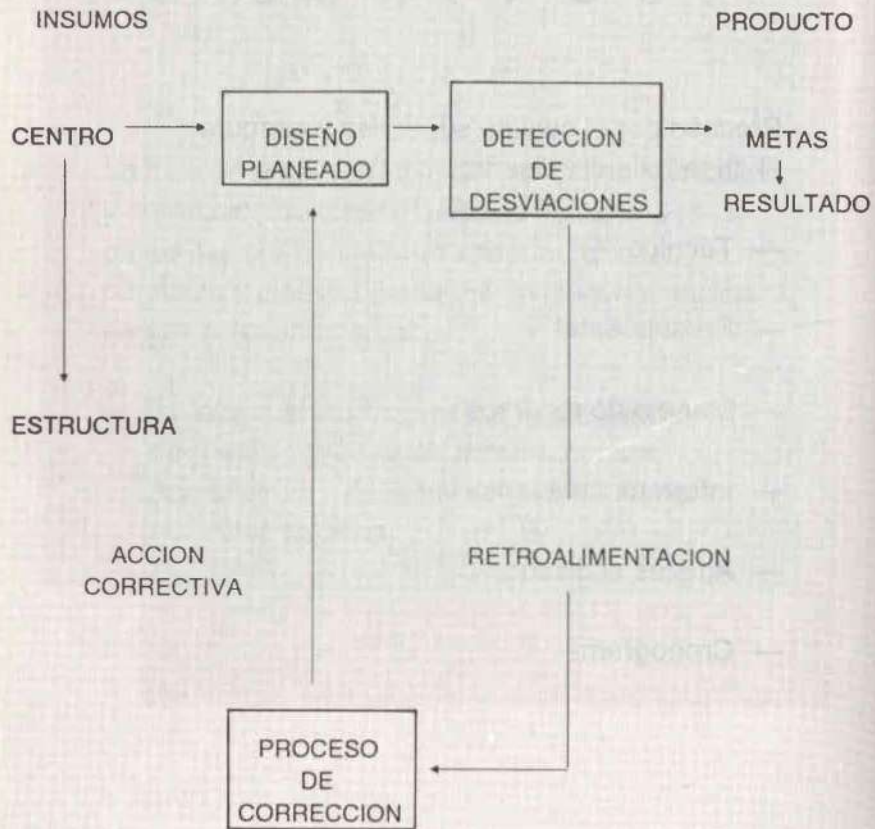 INSUMOS
PRODUCTO
CENTRO
DISEÑO
PLANEADO
DETECCION
DE
DESVIACIONES
METAS
RESULTADO
ESTRUCTURA
ACCION
CORRECTIVA
RETROALIMENTACION
PROCESO
DE
CORRECCION